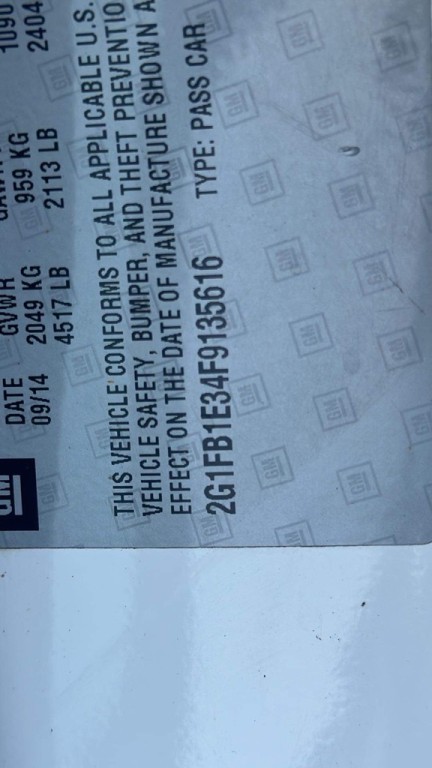 GM
DATE GVWR
09/14 2049 KG 959 KG
4517 LB 2113 LB 2404
THIS VEHICLE CONFORMS TO ALL APPLICABLE U.S.
VEHICLE SAFETY, BUMPER, AND THEFT PREVENTIO
EFFECT ON THE DATE OF MANUFACTURE SHOWN A
2G1FB1E34F9135616 TYPE: PASS CAR